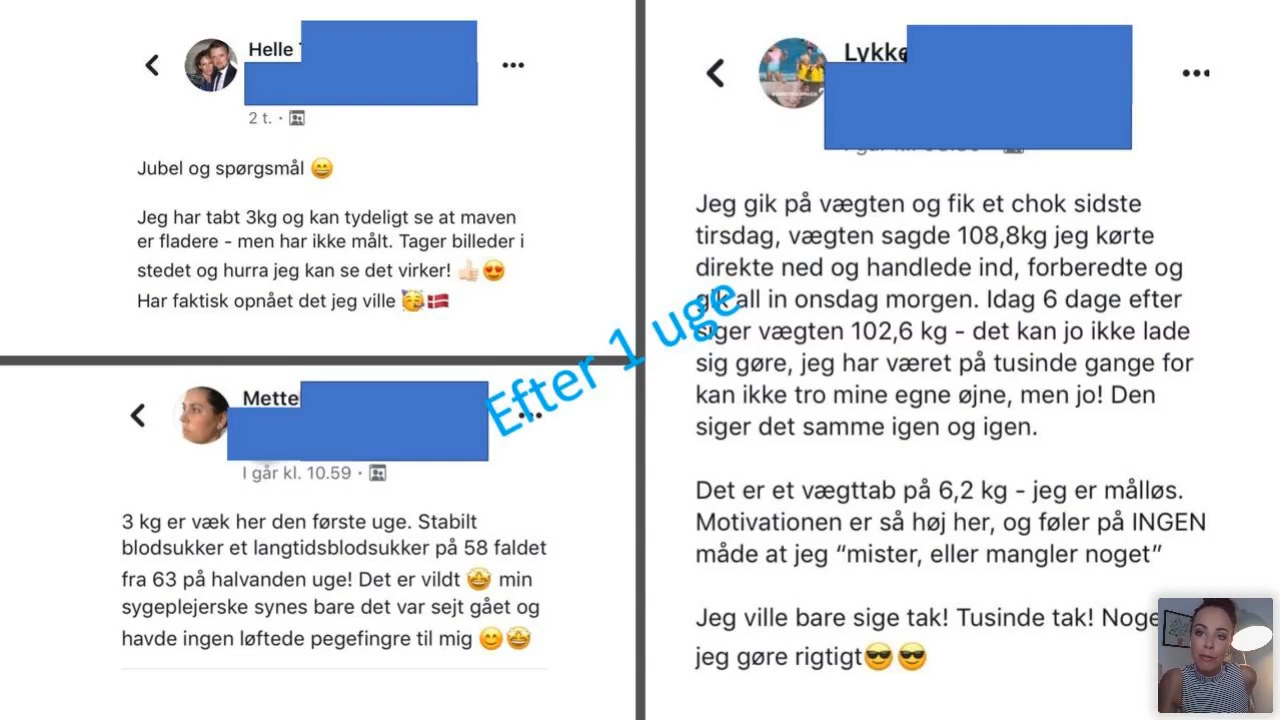 Helle
2 t.
Jubel og spørgsmål 😄
Jeg har tabt 3kg og kan tydeligt se at maven
er fladere - men har ikke målt. Tager billeder i
stedet og hurra jeg kan se det virker! 👍🏻😍
Har faktisk opnået det jeg ville 🥳🇩🇰
Mette
I går kl. 10.59
3 kg er væk her den første uge. Stabilt
blodsukker et langtidsblodsukker på 58 faldet
fra 63 på halvanden uge! Det er vildt 🤩 min
sygeplejerske synes bare det var sejt gået og
havde ingen løftede pegefingre til mig 😊🤩
Efter 1 uge
Lykke
Jeg gik på vægten og fik et chok sidste
tirsdag, vægten sagde 108,8kg jeg kørte
direkte ned og handlede ind, forberedte og
gik all in onsdag morgen. Idag 6 dage efter
siger vægten 102,6 kg - det kan jo ikke lade
sig gøre, jeg har været på tusinde gange for
kan ikke tro mine egne øjne, men jo! Den
siger det samme igen og igen.
Det er et vægttab på 6,2 kg - jeg er målløs.
Motivationen er så høj her, og føler på INGEN
måde at jeg “mister, eller mangler noget”
Jeg ville bare sige tak! Tusinde tak! Noge
jeg gøre rigtigt😎😎